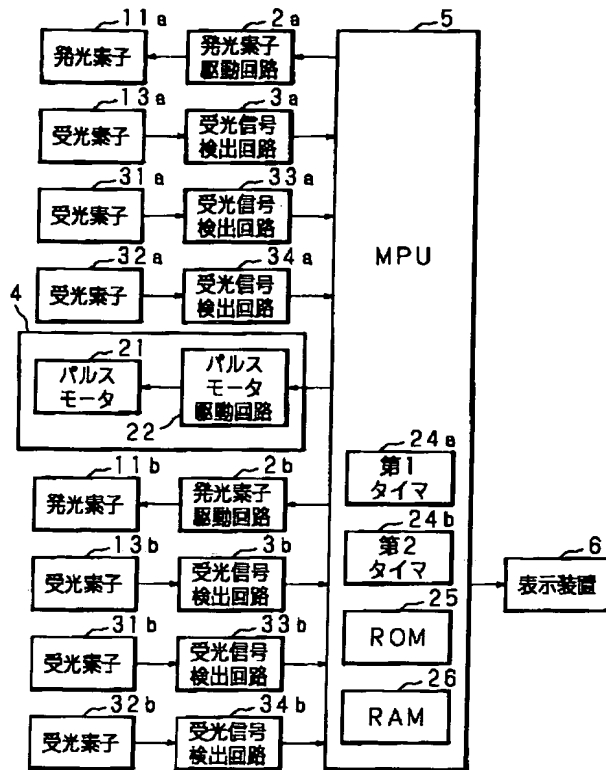 11a
2a
5
発光素子
発光素子
駆動回路
13a
3a
受光素子
受光信号
検出回路
31a
33a
受光素子
受光信号
検出回路
MPU
32a
34a
受光素子
受光信号
検出回路
4
21
パルス
モータ
パルス
モータ
駆動回路
22
24a
第1
タイマ
11b
2b
発光素子
発光素子
駆動回路
24b
第2
タイマ
13b
3b
6
受光素子
受光信号
検出回路
表示装置
25
ROM
31b
33b
受光素子
受光信号
検出回路
26
RAM
32b
34b
受光素子
受光信号
検出回路